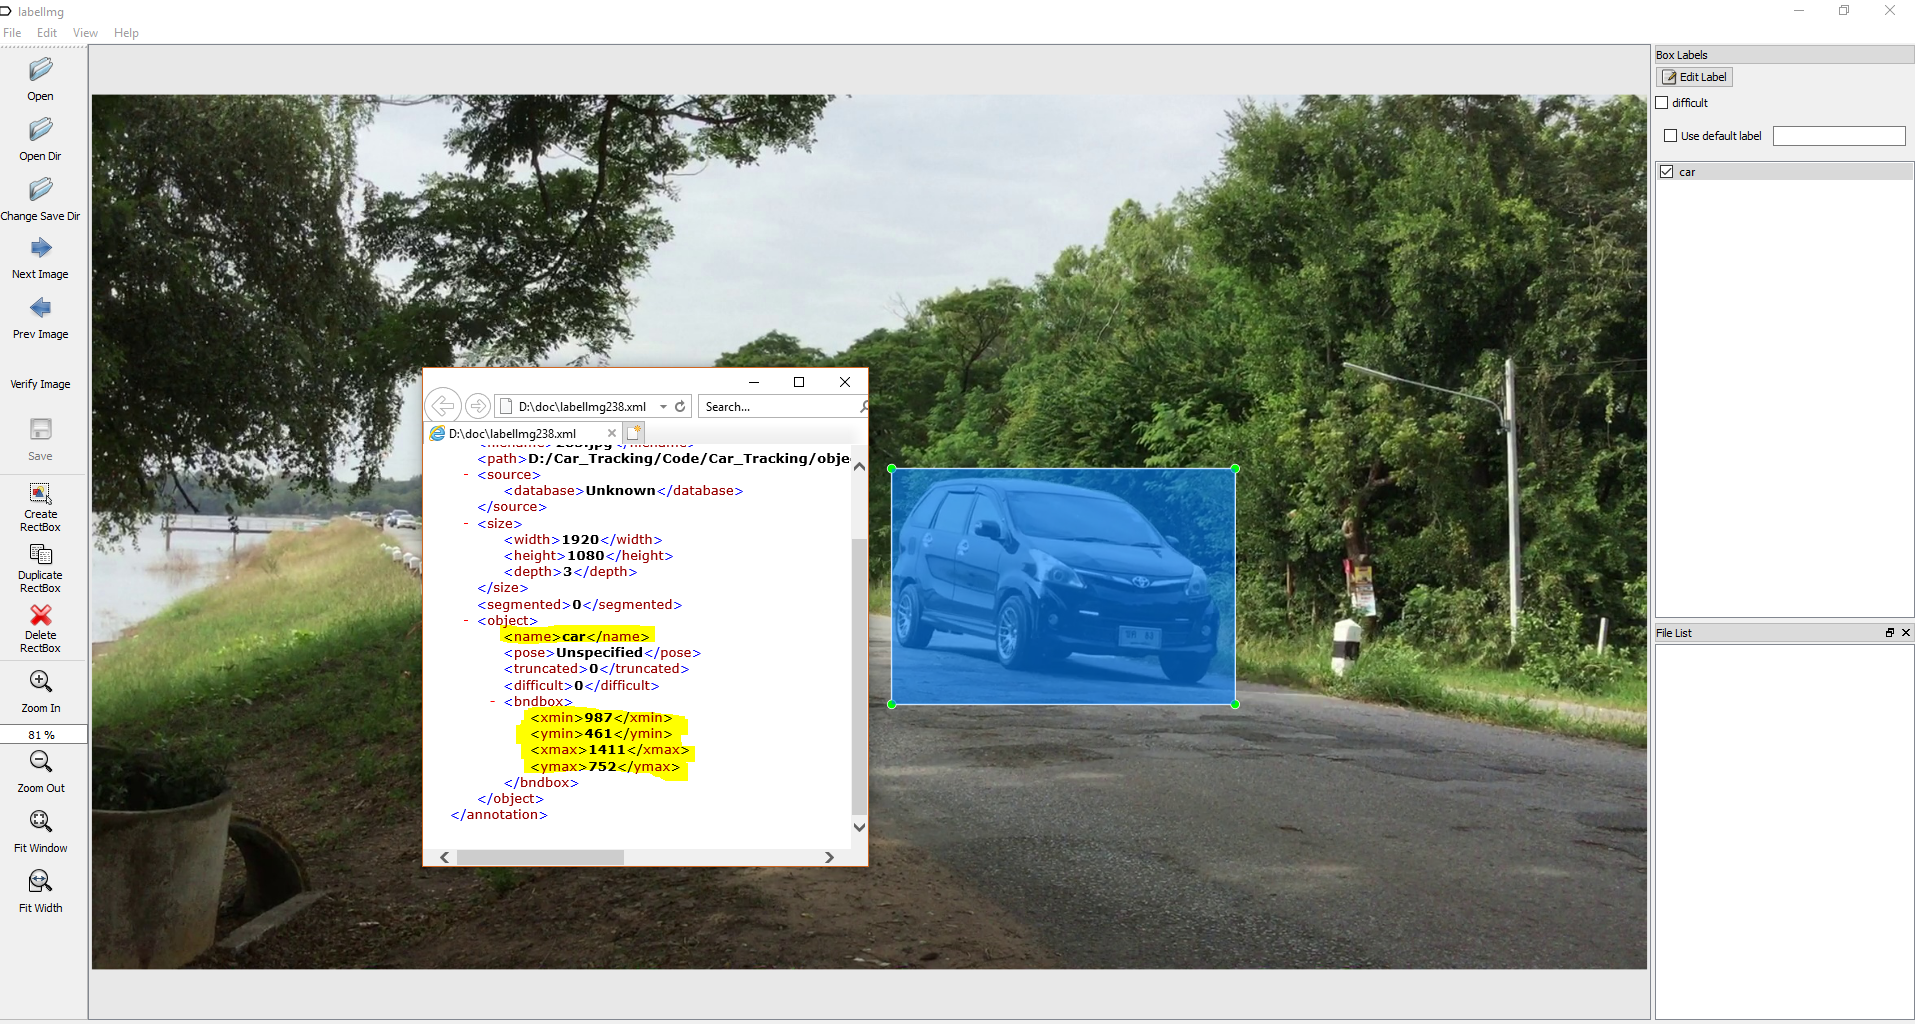 labelImg
File Edit View Help
Open
Open Dir
Change Save Dir
Next Image
Prev Image
Verify Image
Save
Create
RectBox
Duplicate
RectBox
Delete
RectBox
Zoom In
81 %
Zoom Out
Fit Window
Fit Width
D:\doc\labelImg238.xml
Search...
D:\doc\labelImg238.xml
<path>D:/Car_Tracking/Code/Car_Tracking/obje
- <source>
<database>Unknown</database>
</source>
- <size>
<width>1920</width>
<height>1080</height>
<depth>3</depth>
</size>
<segmented>0</segmented>
- <object>
<name>car</name>
<pose>Unspecified</pose>
<truncated>0</truncated>
<difficult>0</difficult>
- <bndbox>
<xmin>987</xmin>
<ymin>461</ymin>
<xmax>1411</xmax>
<ymax>752</ymax>
</bndbox>
</object>
</annotation>
Box Labels
Edit Label
difficult
Use default label
car
File List